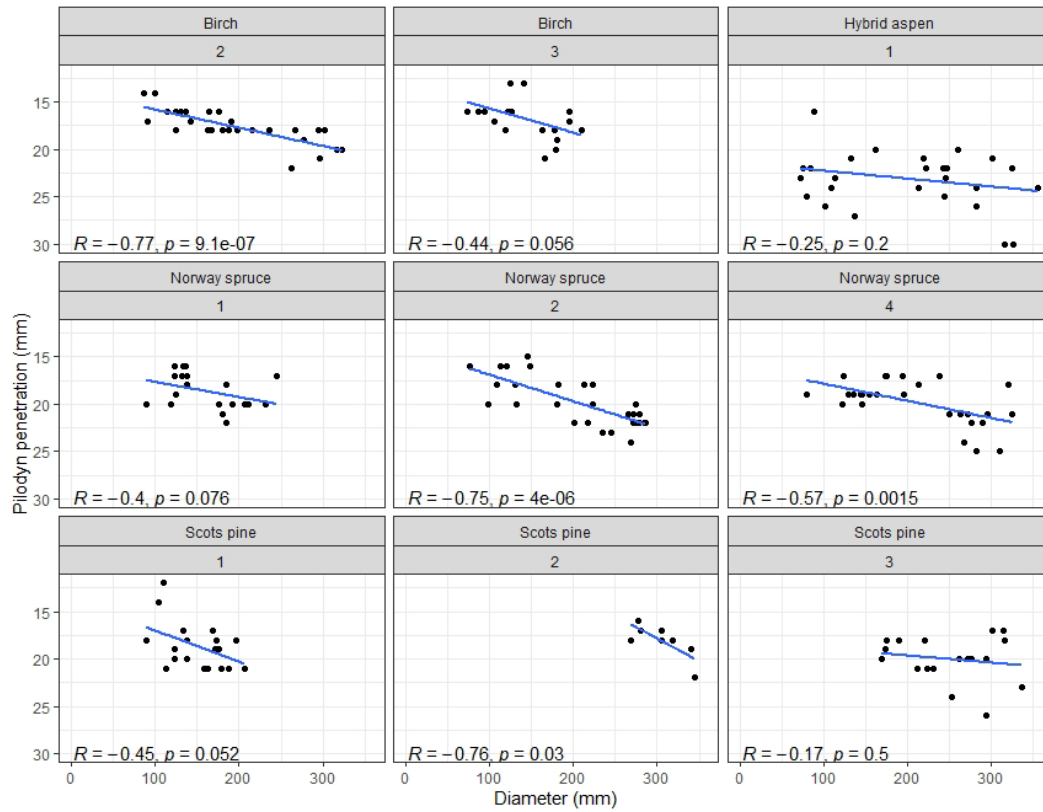 Birch
Birch
Hybrid aspen
2
3
1
15
20
25
30
R = −0.77, p = 9.1e-07
R = −0.44, p = 0.056
R = −0.25, p = 0.2
Norway spruce
Norway spruce
Norway spruce
1
2
4
Pilodyn penetration (mm)
15
20
25
30
R = −0.4, p = 0.076
R = −0.75, p = 4e-06
R = −0.57, p = 0.0015
Scots pine
Scots pine
Scots pine
1
2
3
15
20
25
30
R = −0.45, p = 0.052
R = −0.76, p = 0.03
R = −0.17, p = 0.5
0 100 200 300
0 100 200 300
0 100 200 300
Diameter (mm)